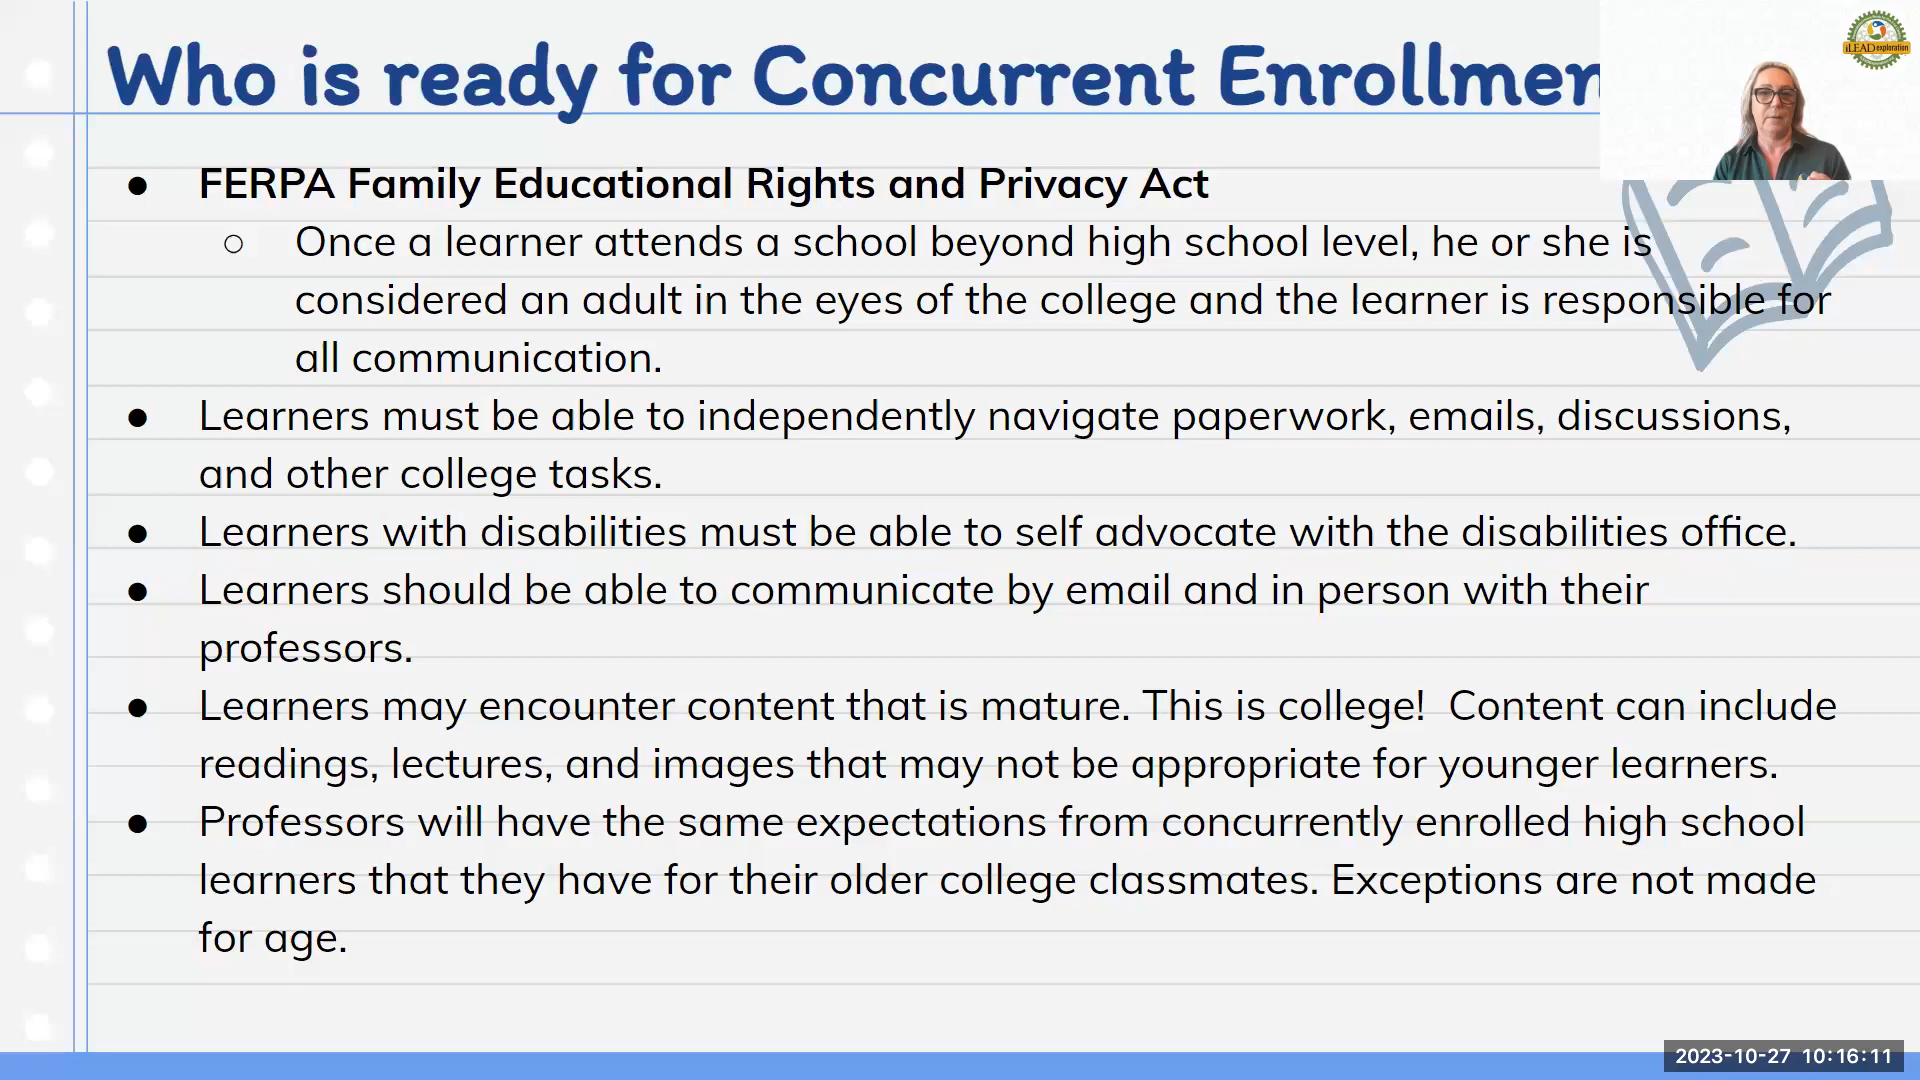 Who is ready for Concurrent Enrollmen
iLEAD exploration
● FERPA Family Educational Rights and Privacy Act
○ Once a learner attends a school beyond high school level, he or she is
considered an adult in the eyes of the college and the learner is responsible for
all communication.
● Learners must be able to independently navigate paperwork, emails, discussions,
and other college tasks.
● Learners with disabilities must be able to self advocate with the disabilities office.
● Learners should be able to communicate by email and in person with their
professors.
● Learners may encounter content that is mature. This is college!  Content can include
readings, lectures, and images that may not be appropriate for younger learners.
● Professors will have the same expectations from concurrently enrolled high school
learners that they have for their older college classmates. Exceptions are not made
for age.
2023-10-27 10:16:11